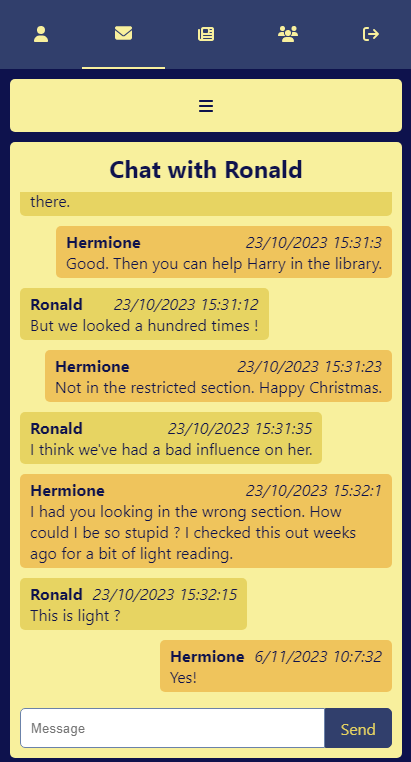 Chat with Ronald
there.
Hermione 23/10/2023 15:31:3
Good. Then you can help Harry in the library.
Ronald 23/10/2023 15:31:12
But we looked a hundred times !
Hermione 23/10/2023 15:31:23
Not in the restricted section. Happy Christmas.
Ronald 23/10/2023 15:31:35
I think we've had a bad influence on her.
Hermione 23/10/2023 15:32:1
I had you looking in the wrong section. How
could I be so stupid ? I checked this out weeks
ago for a bit of light reading.
Ronald 23/10/2023 15:32:15
This is light ?
Hermione 6/11/2023 10:7:32
Yes!
Message Send